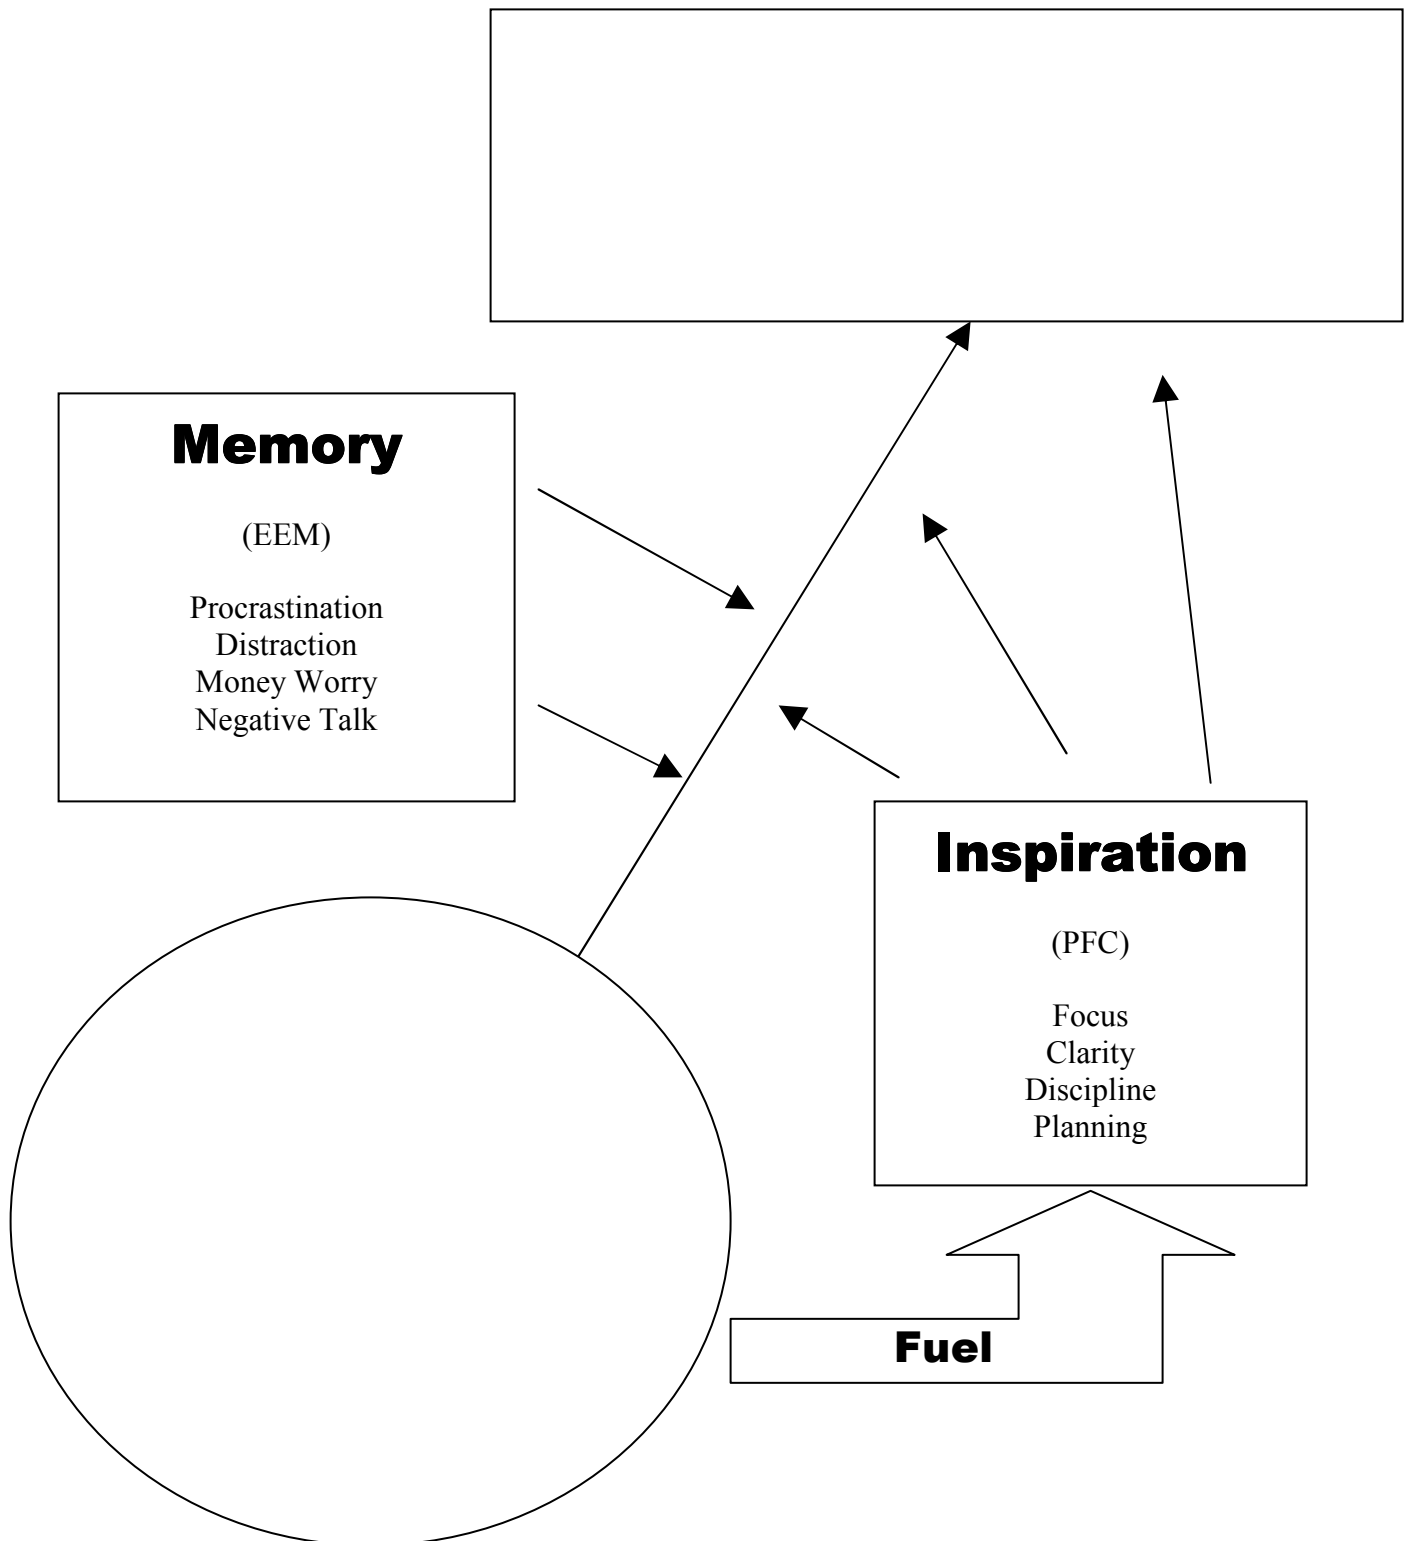 Memory
(EEM)
Procrastination
Distraction
Money Worry
Negative Talk
Inspiration
(PFC)
Focus
Clarity
Discipline
Planning
Fuel